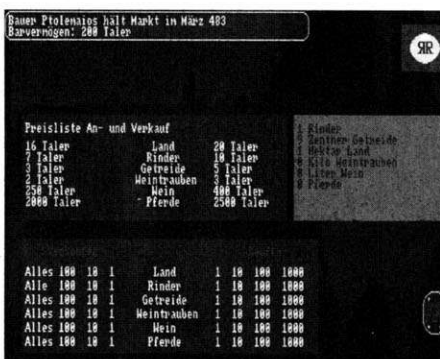 Bauer Ptolemaios hält Markt in März 483
Barvermögen: 200 Taler
RR
Preisliste An- und Verkauf
16 Taler Land 20 Taler
7 Taler Rinder 10 Taler
3 Taler Getreide 5 Taler
2 Taler Weintrauben 3 Taler
250 Taler Wein 400 Taler
2000 Taler Pferde 2500 Taler
Rinder
Zentner Getreide
Hektar Land
0 Kilo Weintrauben
0 Liter Wein
0 Pferde
Alles 100 10 1 Land 1 10 100 1000
Alle 100 10 1 Rinder 1 10 100 1000
Alles 100 10 1 Getreide 1 10 100 1000
Alles 100 10 1 Weintrauben 1 10 100 1000
Alles 100 10 1 Wein 1 10 100 1000
Alles 100 10 1 Pferde 1 10 100 1000